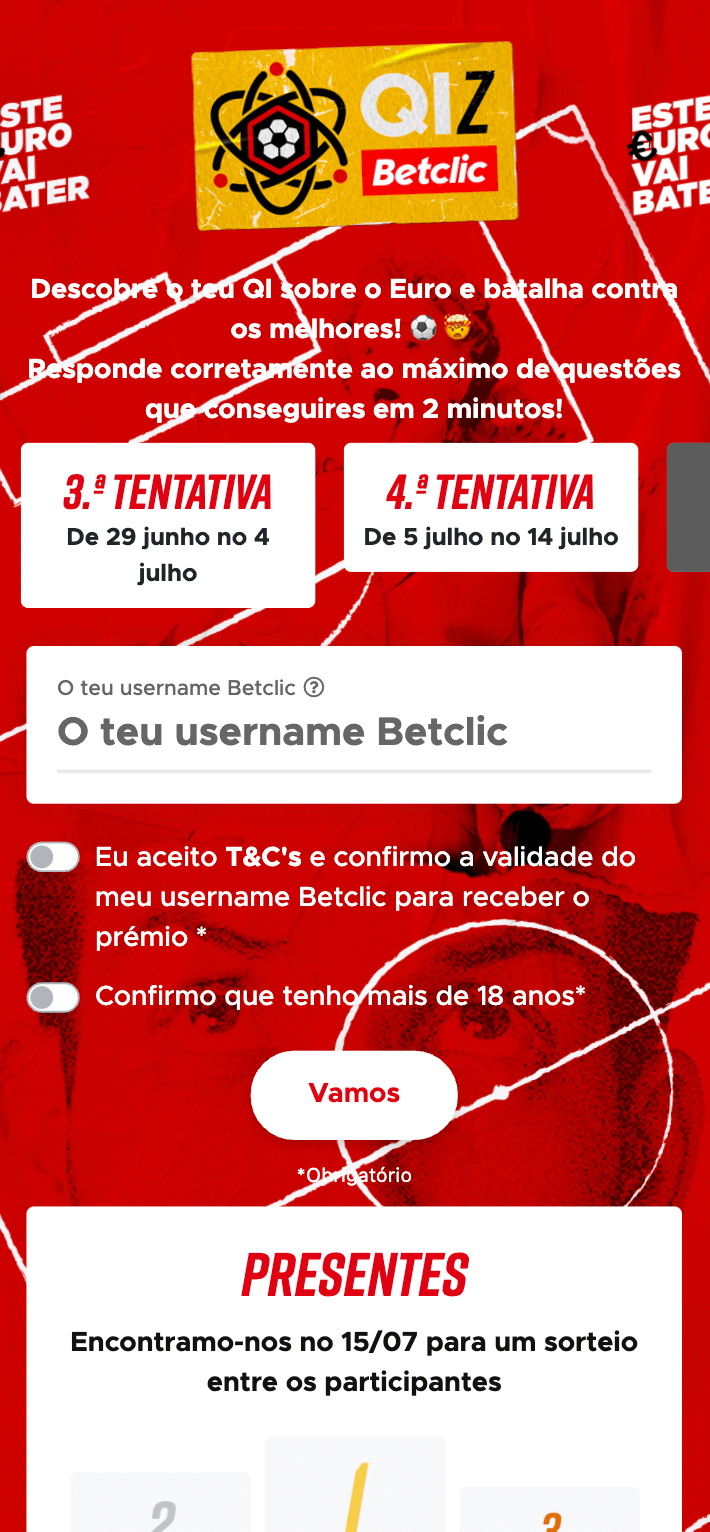 ESTE
EURO
VAI
BATER
QIZ
Betclic
ESTE
€URO
VAI
BATE
Descobre o teu QI sobre o Euro e batalha contra
os melhores! ⚽🤯
Responde corretamente ao máximo de questões
que conseguires em 2 minutos!
3.ª TENTATIVA
De 29 junho no 4
julho
4.ª TENTATIVA
De 5 julho no 14 julho
O teu username Betclic ?
O teu username Betclic
Eu aceito T&C's e confirmo a validade do
meu username Betclic para receber o
prémio *
Confirmo que tenho mais de 18 anos*
Vamos
*Obrigatório
PRESENTES
Encontramo-nos no 15/07 para um sorteio
entre os participantes
2
1
3